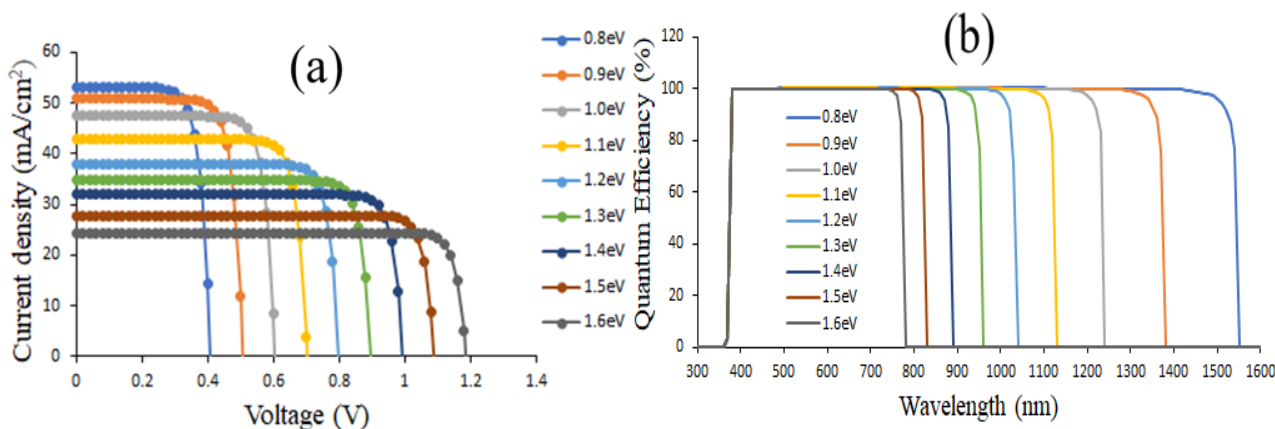 (a)
Current density (mA/cm²)
60
50
40
30
20
10
0
0 0.2 0.4 0.6 0.8 1 1.2 1.4
Voltage (V)
0.8eV
0.9eV
1.0eV
1.1eV
1.2eV
1.3eV
1.4eV
1.5eV
1.6eV
(b)
Quantum Efficiency (%)
120
100
80
60
40
20
0
300 400 500 600 700 800 900 1000 1100 1200 1300 1400 1500 1600
Wavelength (nm)
0.8eV
0.9eV
1.0eV
1.1eV
1.2eV
1.3eV
1.4eV
1.5eV
1.6eV